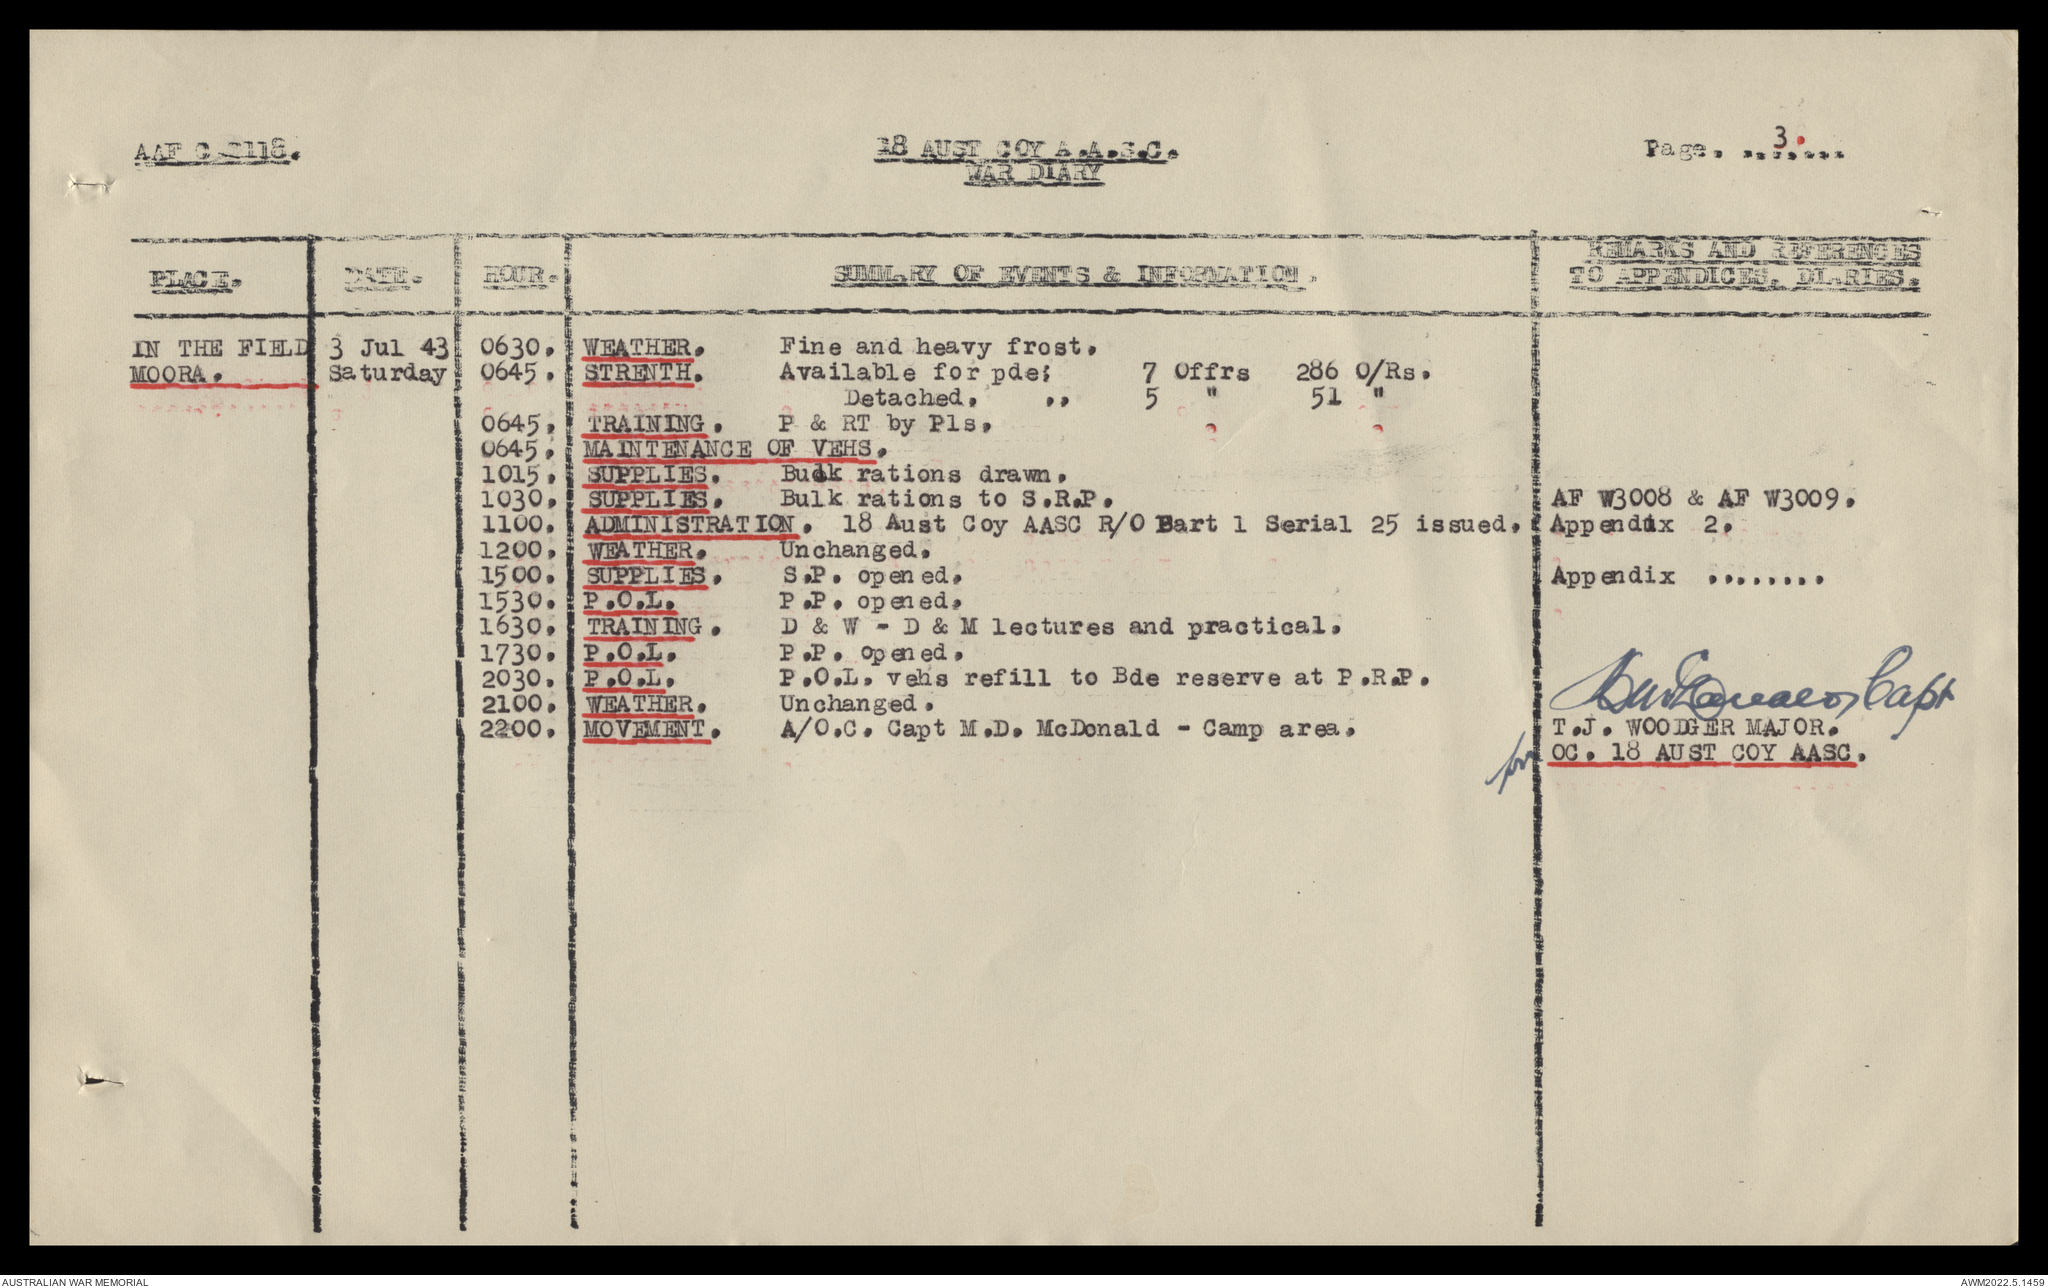 AAF C 2118.
18 AUST COY A.A.S.C.
WAR DIARY
Page. 3.
PLACE. DATE. HOUR. SUMMARY OF EVENTS & INFORMATION. REMARKS AND REFERENCES
TO APPENDICES, DIARIES.
IN THE FIELD 3 Jul 43 0630. WEATHER. Fine and heavy frost.
MOORA. Saturday 0645. STRENTH. Available for pde; 7 Offrs 286 O/Rs.
Detached. ,, 5 " 51 "
0645. TRAINING. P & RT by Pls.
0645. MAINTENANCE OF VEHS.
1015. SUPPLIES. Bulk rations drawn.
1030. SUPPLIES. Bulk rations to S.R.P. AF W3008 & AF W3009.
1100. ADMINISTRATION. 18 Aust Coy AASC R/O Part 1 Serial 25 issued. Appendix 2.
1200. WEATHER. Unchanged.
1500. SUPPLIES. S.P. opened. Appendix ........
1530. P.O.L. P.P. opened.
1630. TRAINING. D & W - D & M lectures and practical.
1730. P.O.L. P.P. opened.
2030. P.O.L. P.O.L. vehs refill to Bde reserve at P.R.P.
2100. WEATHER. Unchanged.
Capt
2200. MOVEMENT. A/O.C. Capt M.D. McDonald - Camp area. T.J. WOODGER MAJOR.
for OC. 18 AUST COY AASC.
AUSTRALIAN WAR MEMORIAL
AWM2022.5.1459